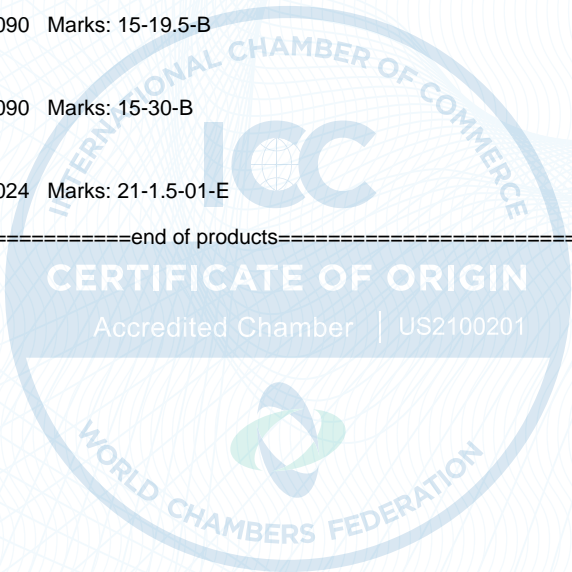 090 Marks: 15-19.5-B
090 Marks: 15-30-B
024 Marks: 21-1.5-01-E
===========end of products========================
INTERNATIONAL CHAMBER OF COMMERCE
ICC
CERTIFICATE OF ORIGIN
Accredited Chamber | US2100201
WORLD CHAMBERS FEDERATION